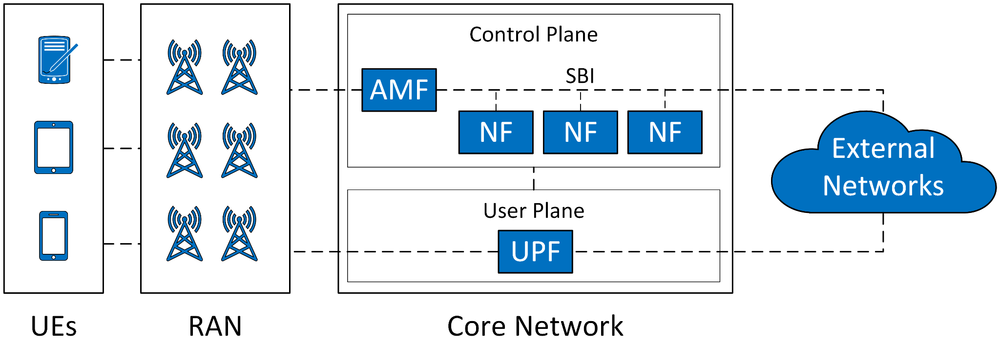 Control Plane
AMF
SBI
NF
NF
NF
User Plane
UPF
External
Networks
UEs
RAN
Core Network